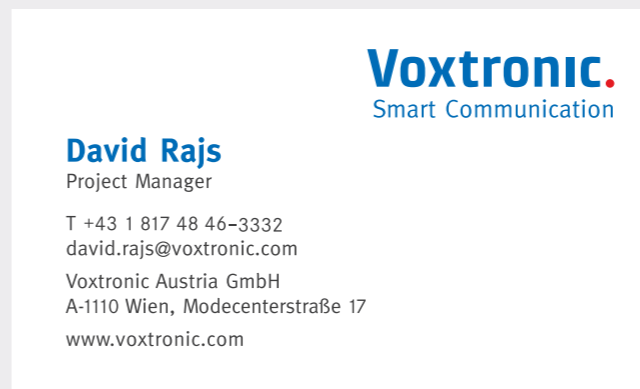 Voxtronic.
Smart Communication
David Rajs
Project Manager
T +43 1 817 48 46–3332
david.rajs@voxtronic.com
Voxtronic Austria GmbH
A-1110 Wien, Modecenterstraße 17
www.voxtronic.com